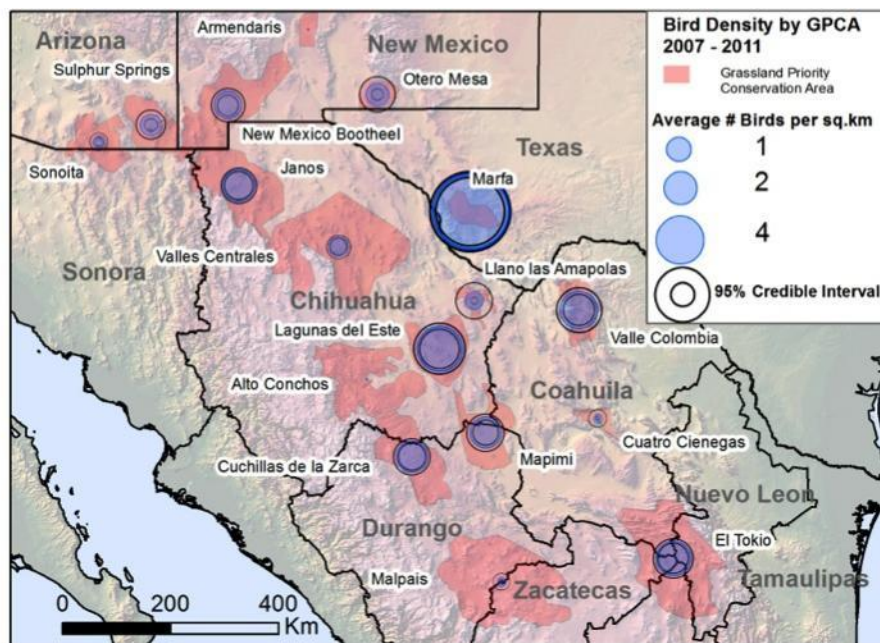 Arizona
Armendaris
New Mexico
Sulphur Springs
Otero Mesa
New Mexico Bootheel
Texas
Sonoita
Janos
Marfa
Valles Centrales
Sonora
Llano las Amapolas
Chihuahua
Lagunas del Este
Valle Colombia
Alto Conchos
Coahuila
Cuatro Cienegas
Cuchillas de la Zarca
Mapimi
Nuevo Leon
Durango
El Tokio
Malpais
Zacatecas
Tamaulipas
0 200 400
Km
Bird Density by GPCA
2007 - 2011
Grassland Priority
Conservation Area
Average # Birds per sq.km
1
2
4
95% Credible Interval